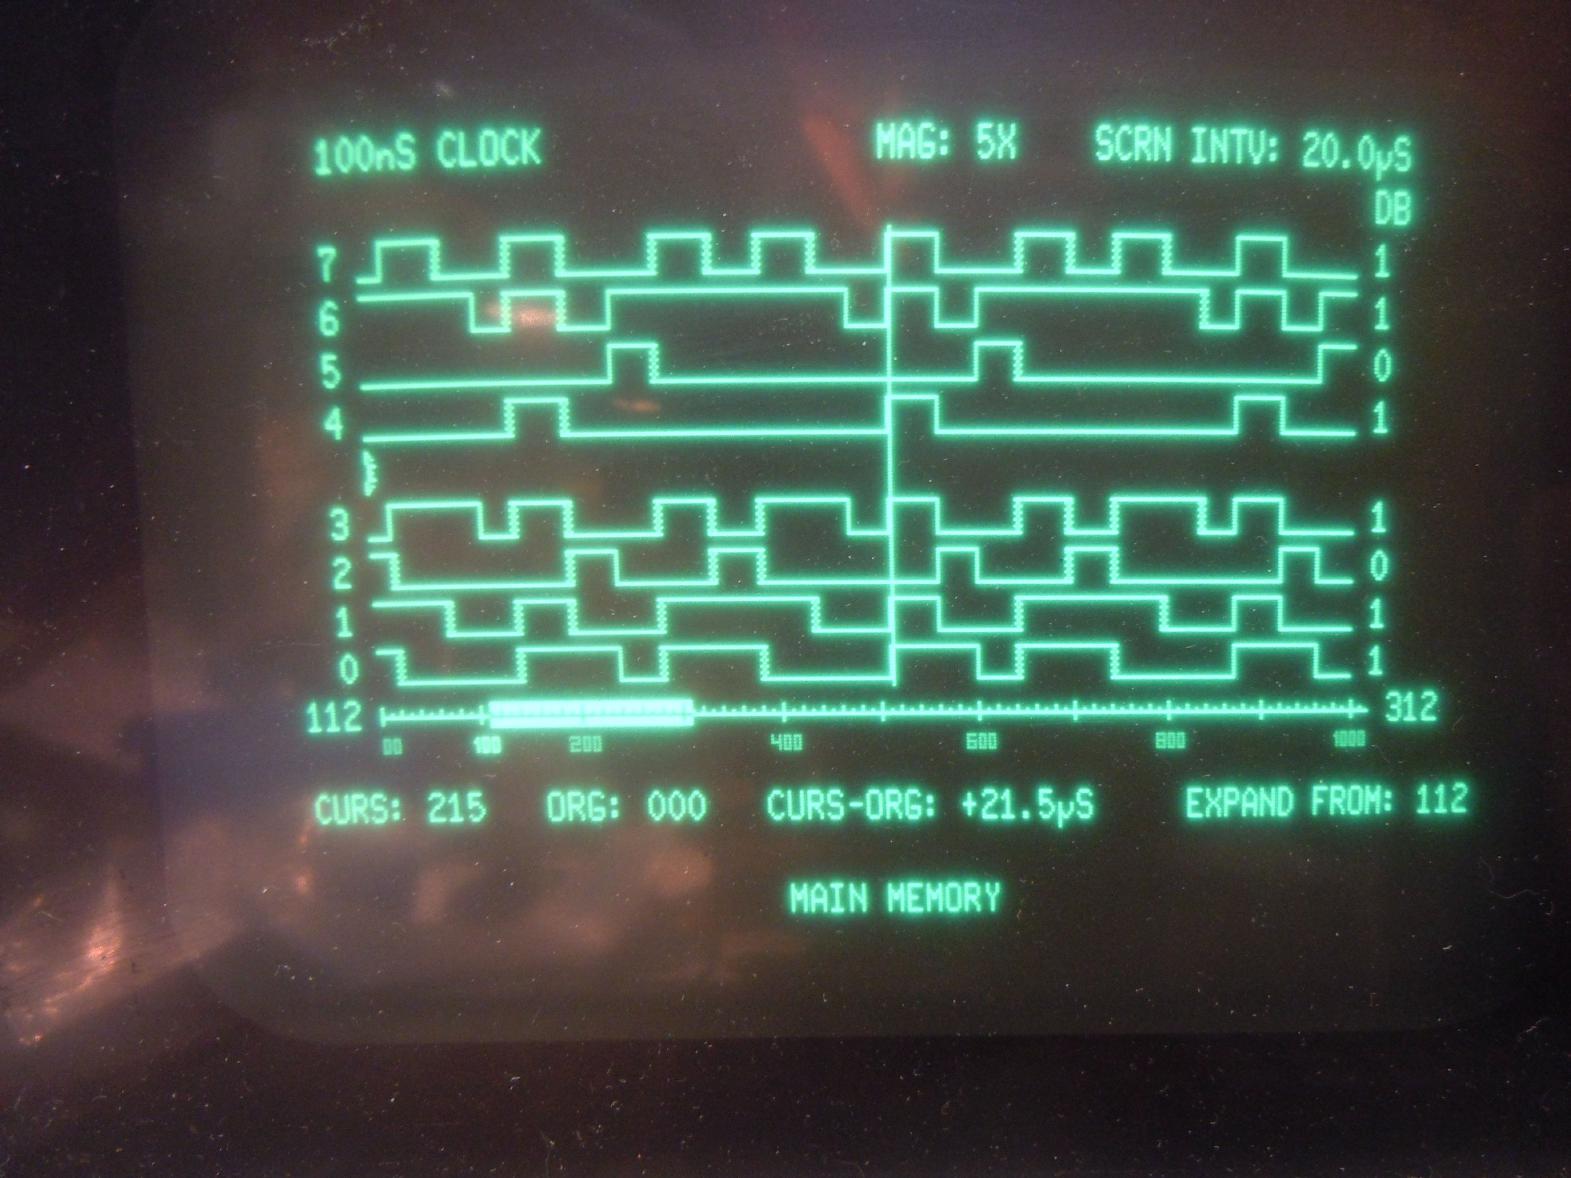 100nS CLOCK MAG: 5X SCRN INTV: 20.0µS
DB
7 1
6 1
5 0
4 1
3 1
2 0
1 1
0 1
112 312
00 100 200 400 600 800 1000
CURS: 215 ORG: 000 CURS-ORG: +21.5µS EXPAND FROM: 112
MAIN MEMORY